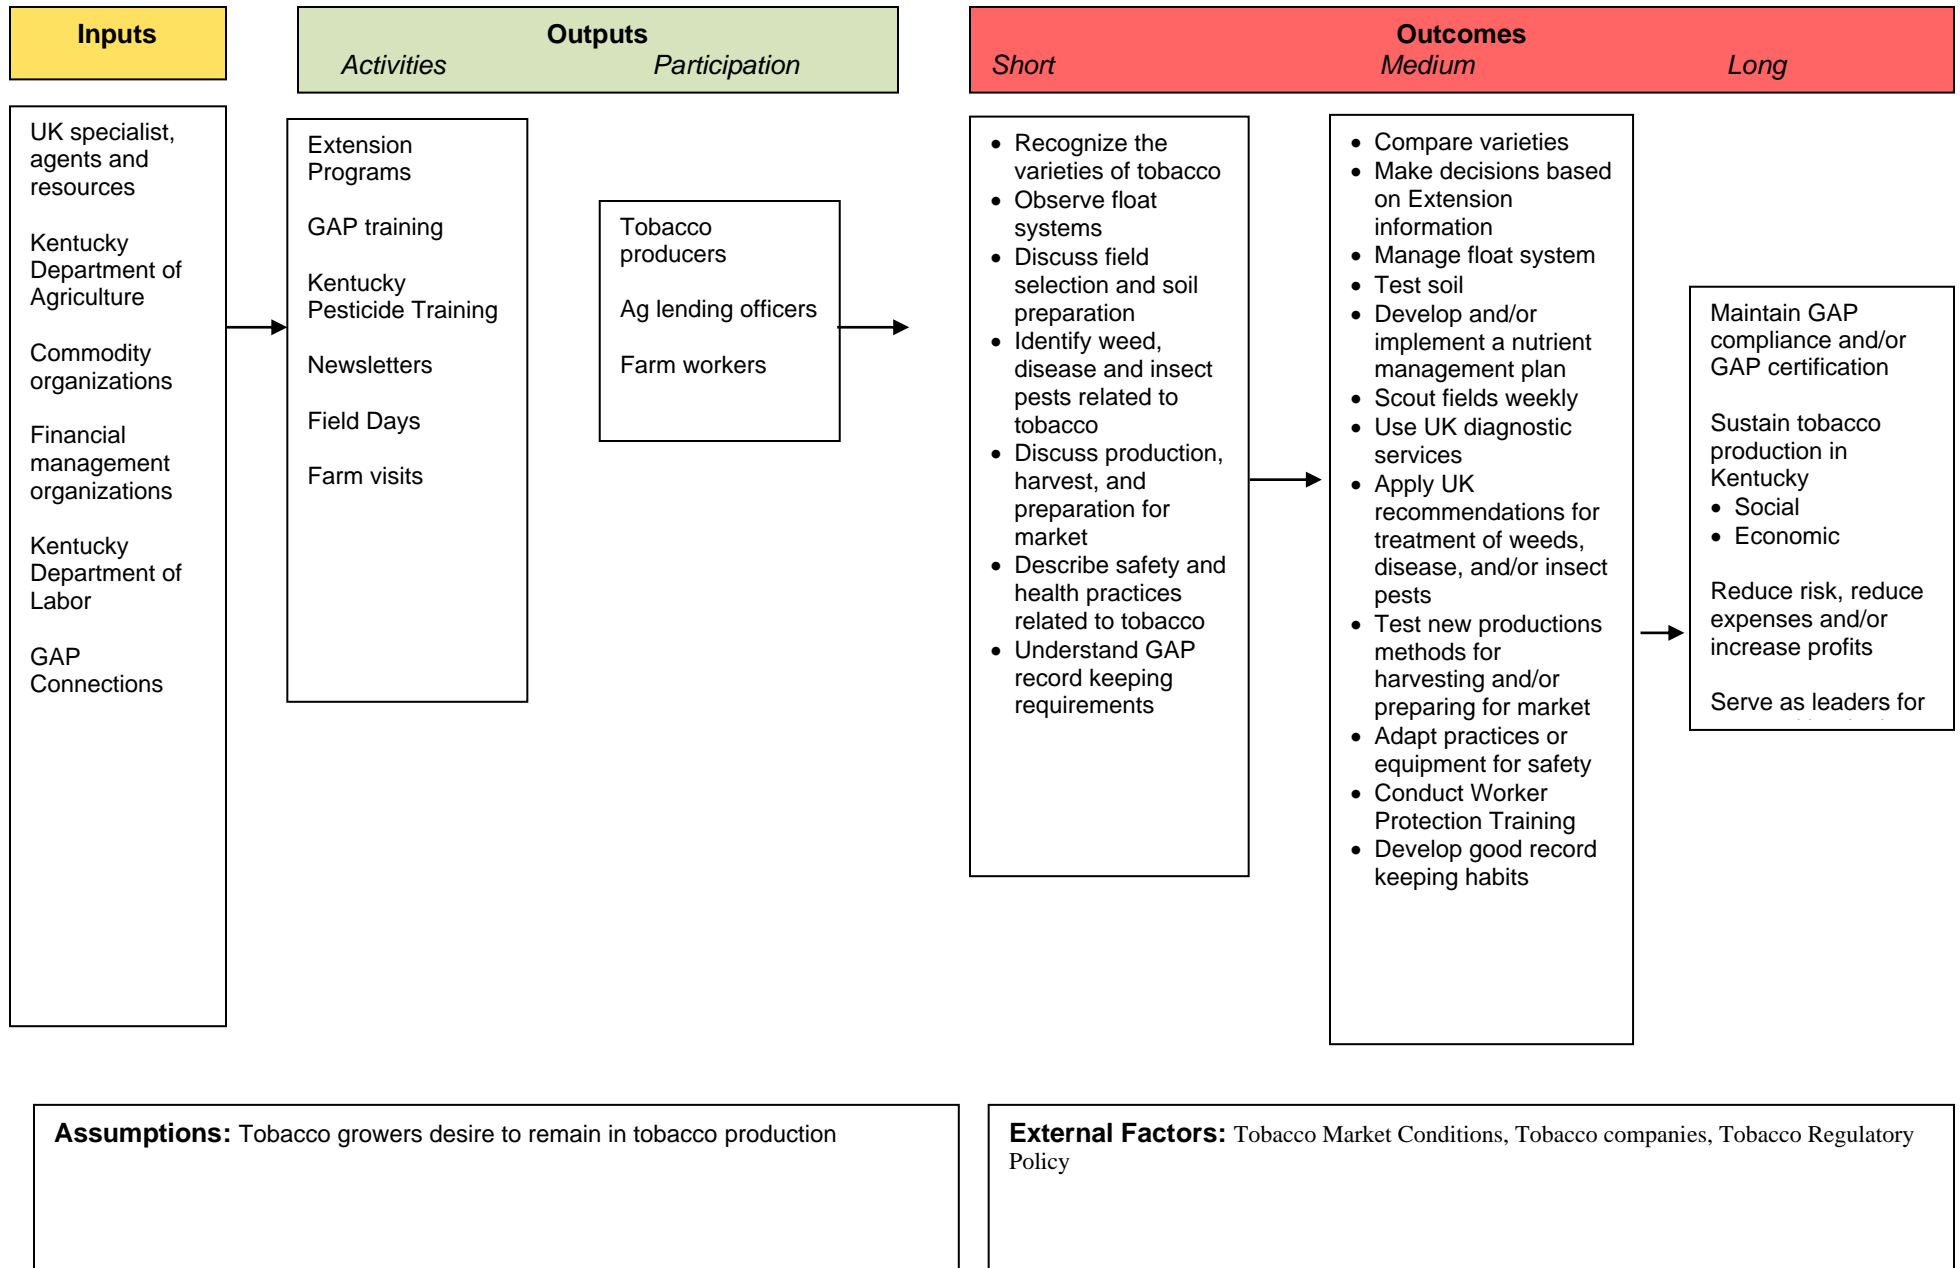 Inputs
Outputs
Activities Participation
Outcomes
Short Medium Long
UK specialist,
agents and
resources
Kentucky
Department of
Agriculture
Commodity
organizations
Financial
management
organizations
Kentucky
Department of
Labor
GAP
Connections
Extension
Programs
GAP training
Kentucky
Pesticide Training
Newsletters
Field Days
Farm visits
Tobacco
producers
Ag lending officers
Farm workers
• Recognize the
varieties of tobacco
• Observe float
systems
• Discuss field
selection and soil
preparation
• Identify weed,
disease and insect
pests related to
tobacco
• Discuss production,
harvest, and
preparation for
market
• Describe safety and
health practices
related to tobacco
• Understand GAP
record keeping
requirements
• Compare varieties
• Make decisions based
on Extension
information
• Manage float system
• Test soil
• Develop and/or
implement a nutrient
management plan
• Scout fields weekly
• Use UK diagnostic
services
• Apply UK
recommendations for
treatment of weeds,
disease, and/or insect
pests
• Test new productions
methods for
harvesting and/or
preparing for market
• Adapt practices or
equipment for safety
• Conduct Worker
Protection Training
• Develop good record
keeping habits
Maintain GAP
compliance and/or
GAP certification
Sustain tobacco
production in
Kentucky
• Social
• Economic
Reduce risk, reduce
expenses and/or
increase profits
Serve as leaders for
Assumptions: Tobacco growers desire to remain in tobacco production
External Factors: Tobacco Market Conditions, Tobacco companies, Tobacco Regulatory
Policy